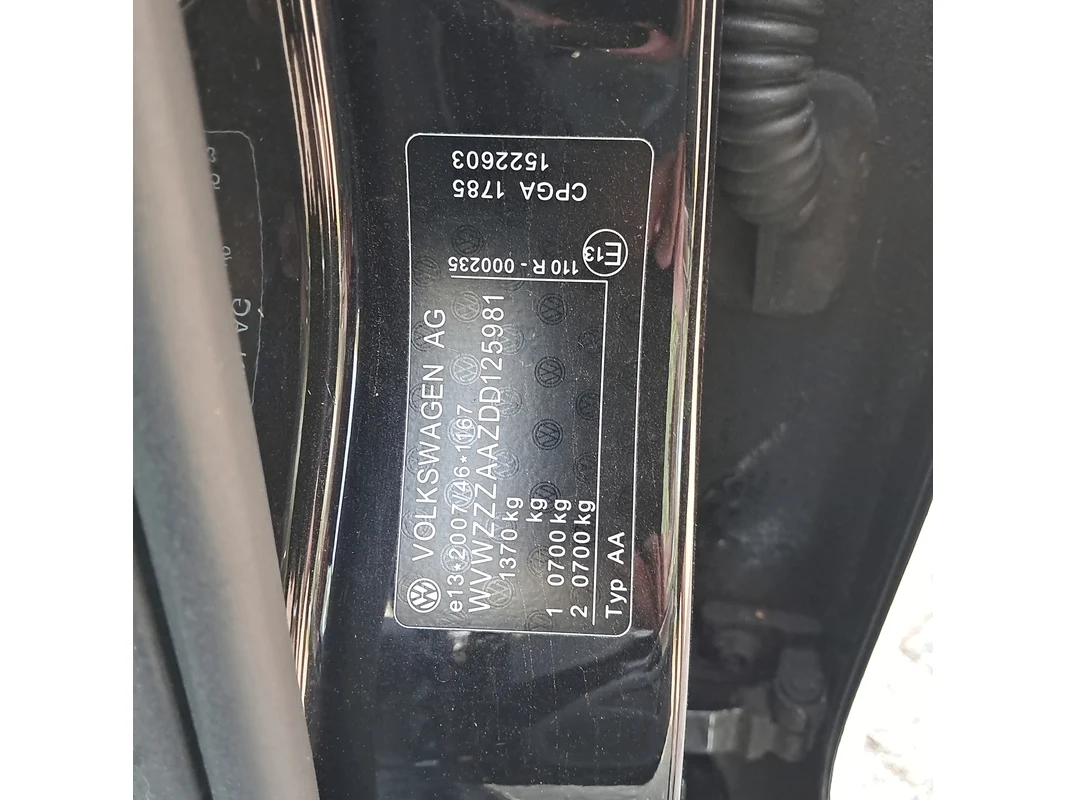 VOLKSWAGEN AG
e13*2007/46*1167
WVWZZZAAZDD125981
1370 kg
kg
1 0700 kg
2 0700 kg
Typ AA
110 R - 000235
E13
CPGA 1785
1522603
AG